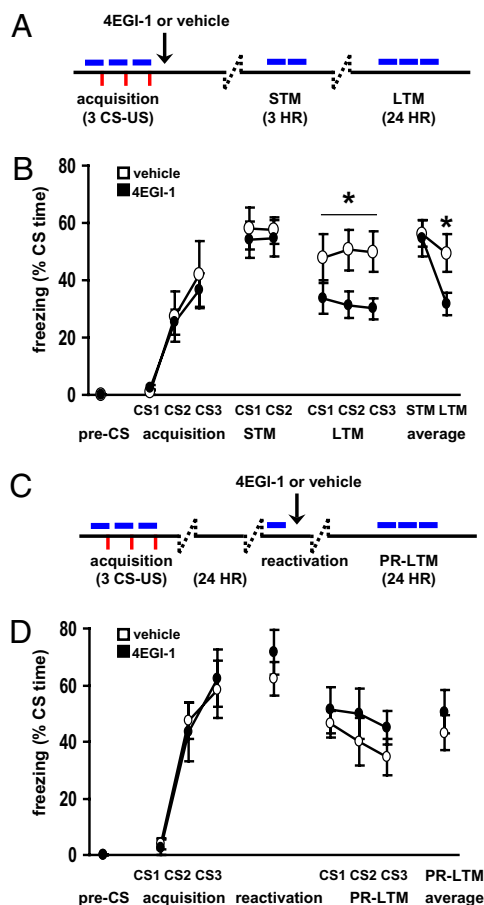 A
4EGI-1 or vehicle
acquisition STM LTM
(3 CS-US) (3 HR) (24 HR)
B
80
60
40
20
0
freezing (% CS time)
vehicle
4EGI-1
*
*
CS1 CS2 CS3 CS1 CS2 CS1 CS2 CS3 STM LTM
pre-CS acquisition STM LTM average
C
4EGI-1 or vehicle
acquisition reactivation PR-LTM
(3 CS-US) (24 HR) (24 HR)
D
80
60
40
20
0
freezing (% CS time)
vehicle
4EGI-1
CS1 CS2 CS3 CS1 CS2 CS3 PR-LTM
pre-CS acquisition reactivation PR-LTM average